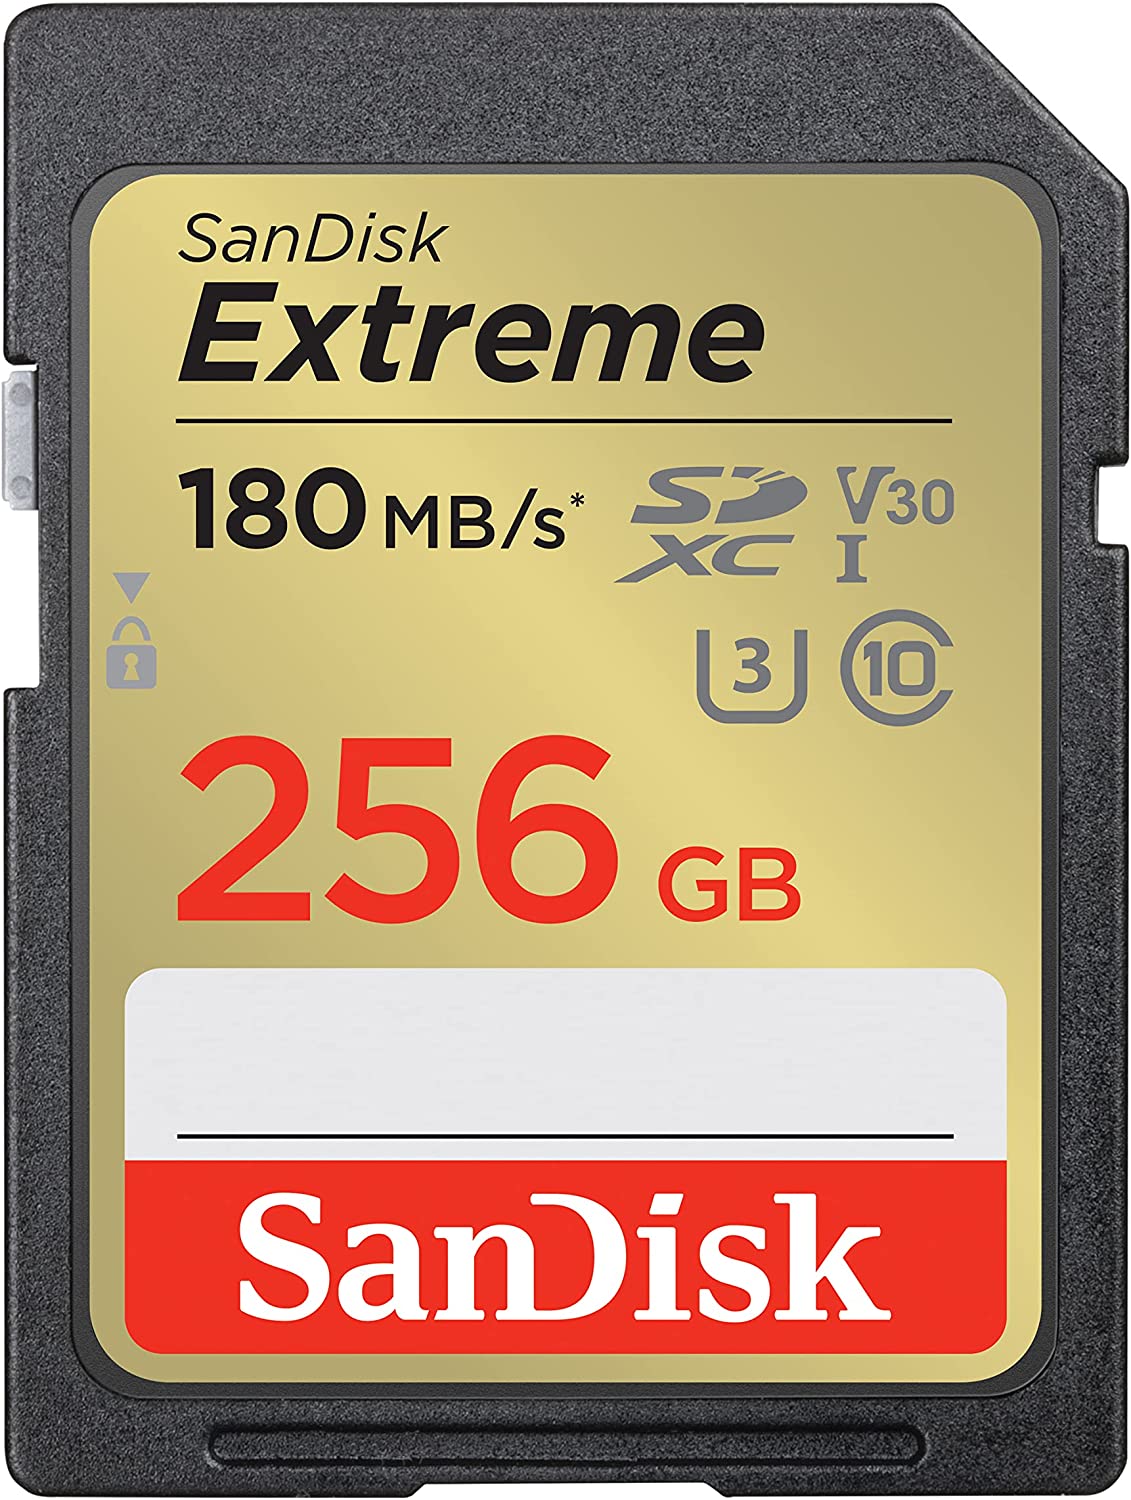 SanDisk
Extreme
180 MB/s*
SD XC
V30
I
3
10
256 GB
SanDisk